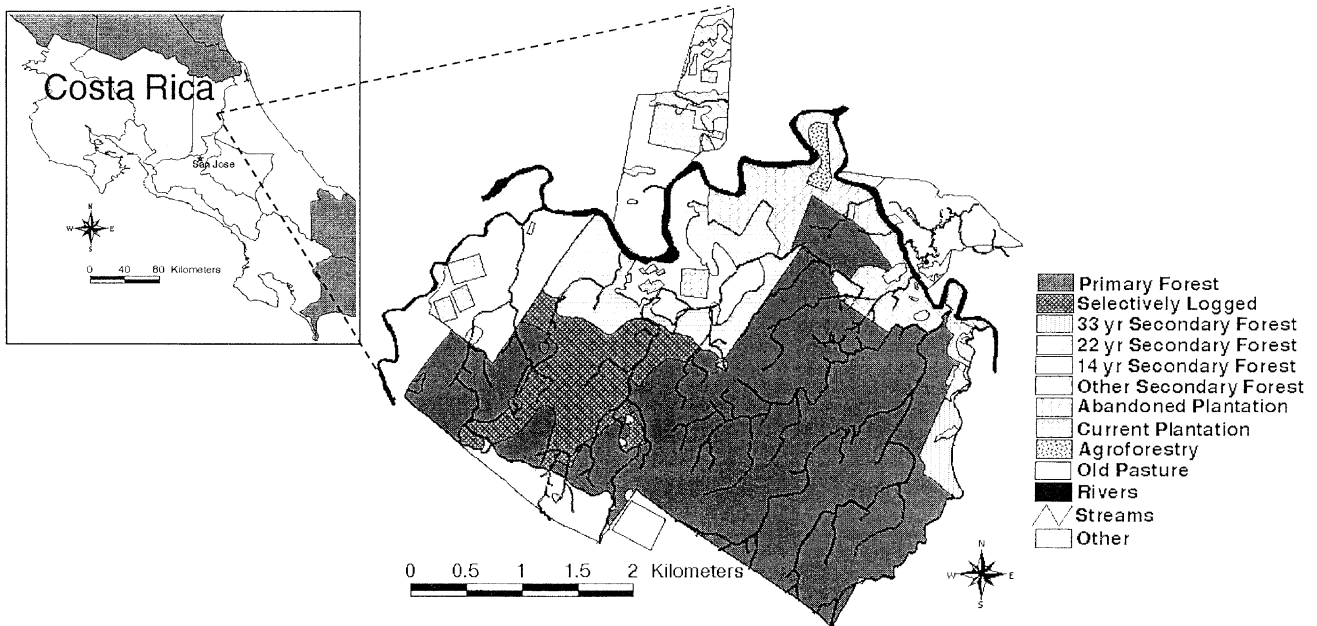 Costa Rica
San Jose
N
W E
S
0 40 80 Kilometers
Primary Forest
Selectively Logged
33 yr Secondary Forest
22 yr Secondary Forest
14 yr Secondary Forest
Other Secondary Forest
Abandoned Plantation
Current Plantation
Agroforestry
Old Pasture
Rivers
Streams
Other
0 0.5 1 1.5 2 Kilometers
N
W E
S